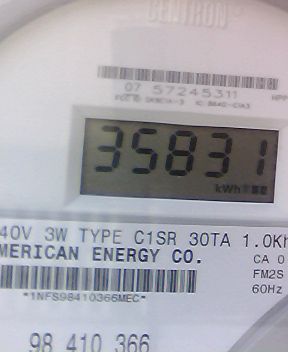 CENTRON
07 57245311
35831
kWh
40V 3W TYPE C1SR 30TA 1.0Kh
MERICAN ENERGY CO.
CA 0
FM2S
60Hz
*1NFS98410366MEC*
98 410 366